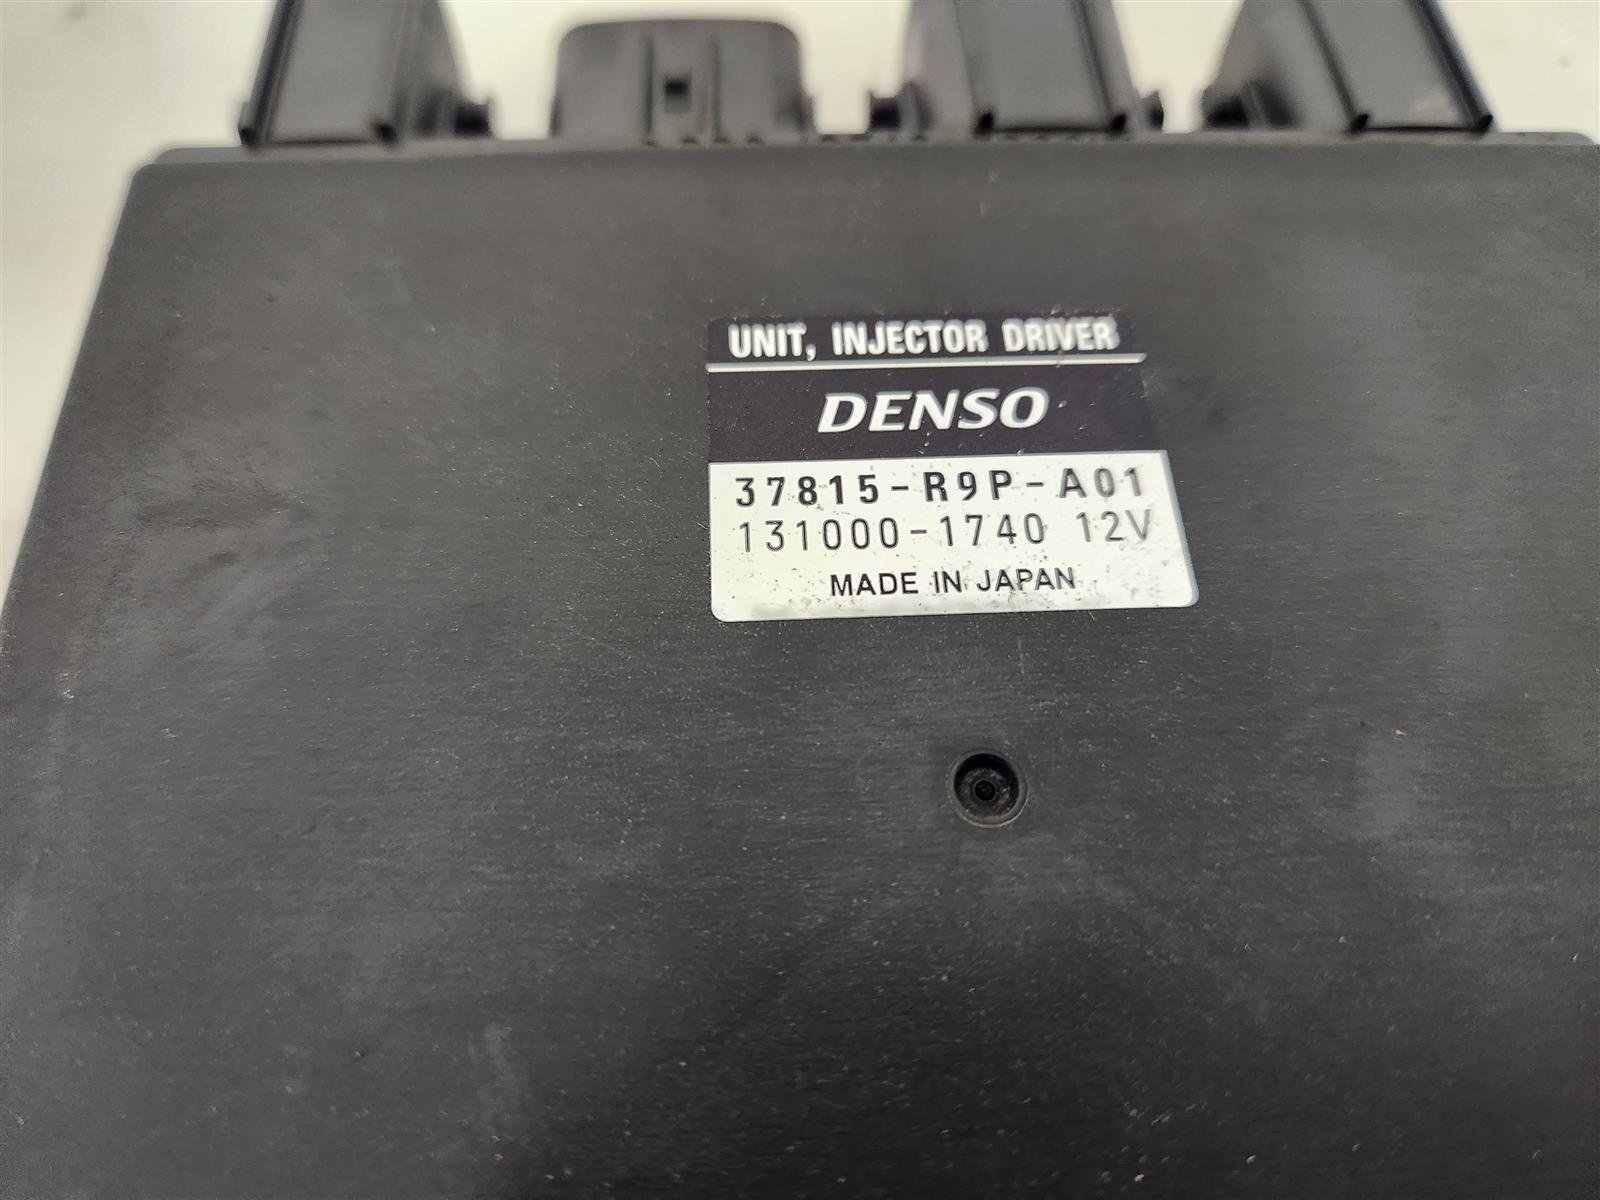 UNIT, INJECTOR DRIVER
DENSO
37815-R9P-A01
131000-1740 12V
MADE IN JAPAN